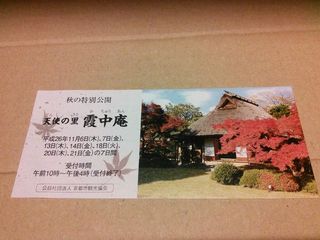 秋の特別公開
天使の里 霞中庵
平成26年11月6日(木)、7日(金)、
13日(木)、14日(金)、18日(火)、
20日(木)、21日(金)の7日間
受付時間
午前10時〜午後4時(受付終了)
公益社団法人 京都市観光協会